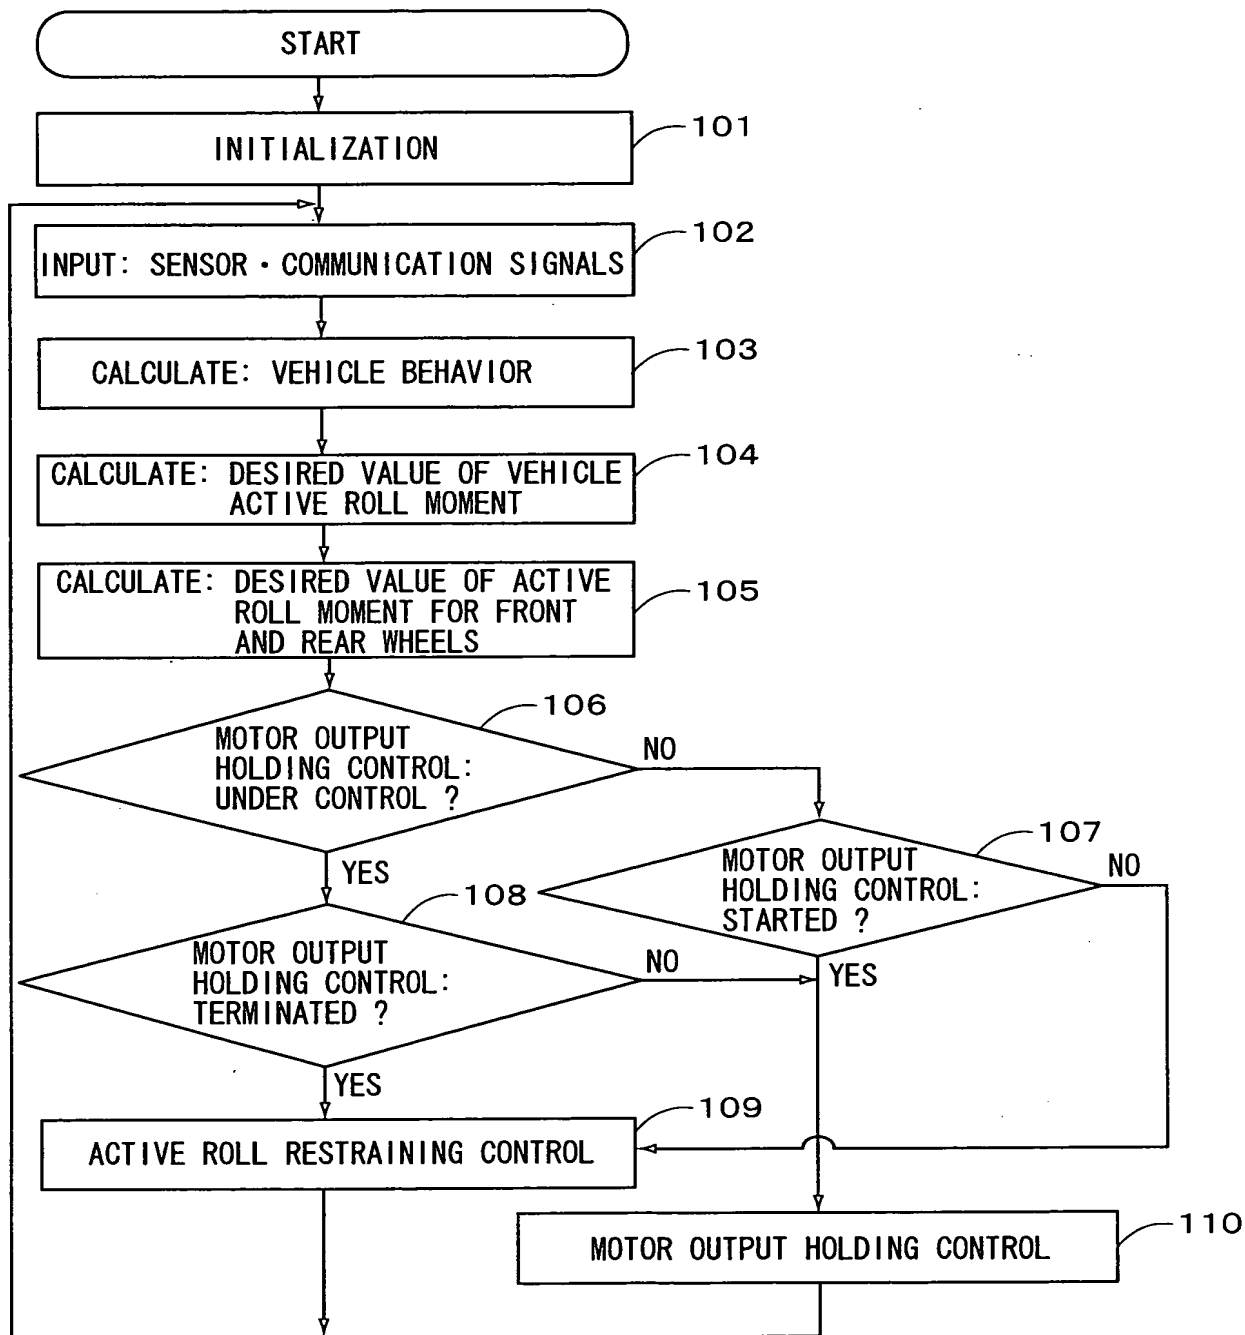 START
INITIALIZATION
101
INPUT: SENSOR・COMMUNICATION SIGNALS
102
CALCULATE: VEHICLE BEHAVIOR
103
CALCULATE: DESIRED VALUE OF VEHICLE
ACTIVE ROLL MOMENT
104
CALCULATE: DESIRED VALUE OF ACTIVE
ROLL MOMENT FOR FRONT
AND REAR WHEELS
105
MOTOR OUTPUT
HOLDING CONTROL:
UNDER CONTROL ?
106
NO
YES
MOTOR OUTPUT
HOLDING CONTROL:
STARTED ?
107
NO
YES
MOTOR OUTPUT
HOLDING CONTROL:
TERMINATED ?
108
NO
YES
ACTIVE ROLL RESTRAINING CONTROL
109
MOTOR OUTPUT HOLDING CONTROL
110